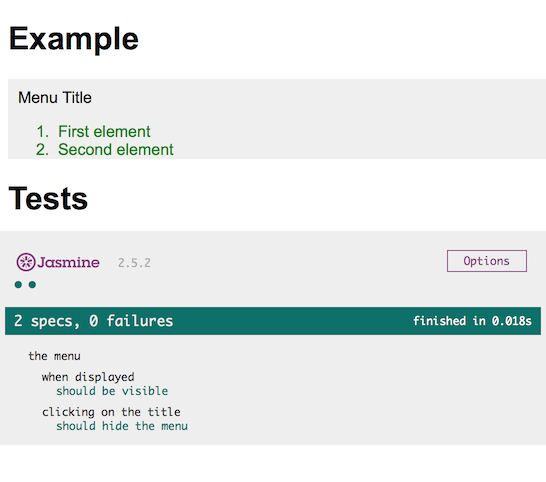 Example
Menu Title
1. First element
2. Second element
Tests
Jasmine 2.5.2 Options
2 specs, 0 failures finished in 0.018s
the menu
when displayed
should be visible
clicking on the title
should hide the menu